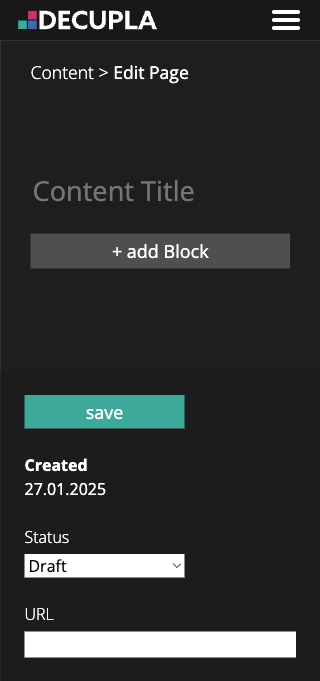 DECUPLA
Content > Edit Page
Content Title
+ add Block
save
Created
27.01.2025
Status
Draft
URL